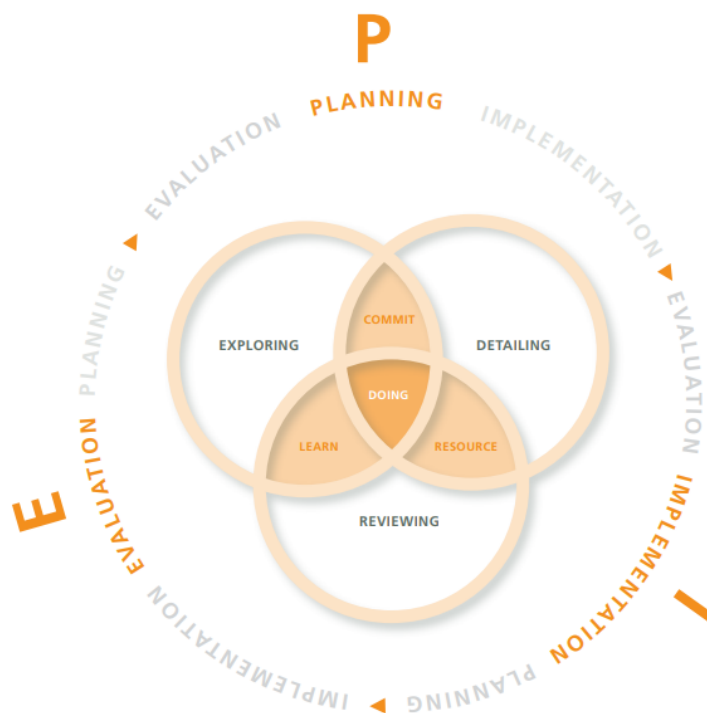 P
PLANNING
IMPLEMENTATION
EVALUATION
IMPLEMENTATION
I
PLANNING
IMPLEMENTATION
EVALUATION
E
PLANNING
EVALUATION
COMMIT
EXPLORING
DETAILING
DOING
LEARN
RESOURCE
REVIEWING